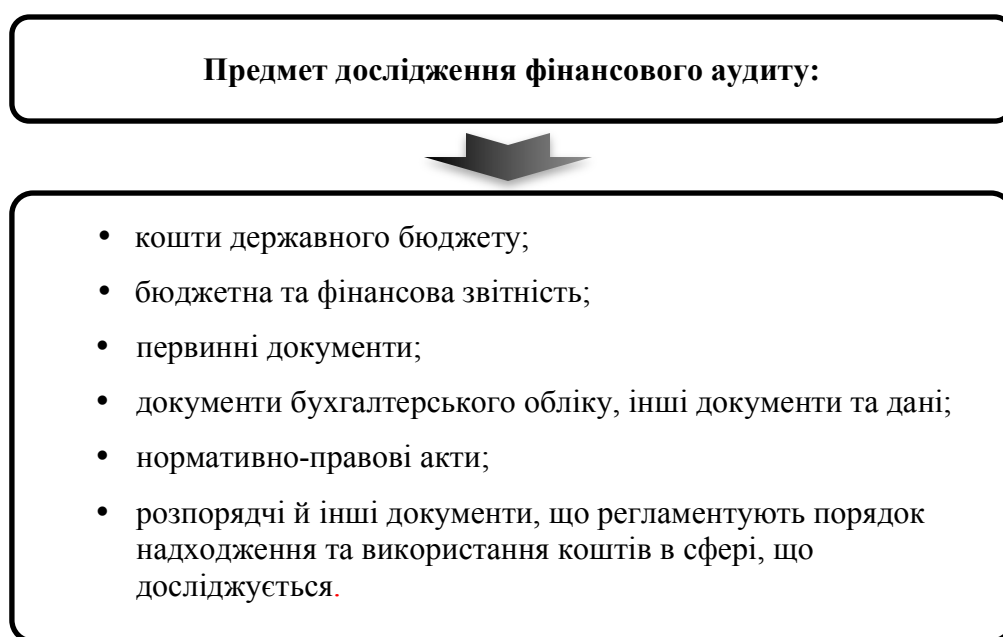 Предмет дослідження фінансового аудиту:
• кошти державного бюджету;
• бюджетна та фінансова звітність;
• первинні документи;
• документи бухгалтерського обліку, інші документи та дані;
• нормативно-правові акти;
• розпорядчі й інші документи, що регламентують порядок
надходження та використання коштів в сфері, що
досліджується.